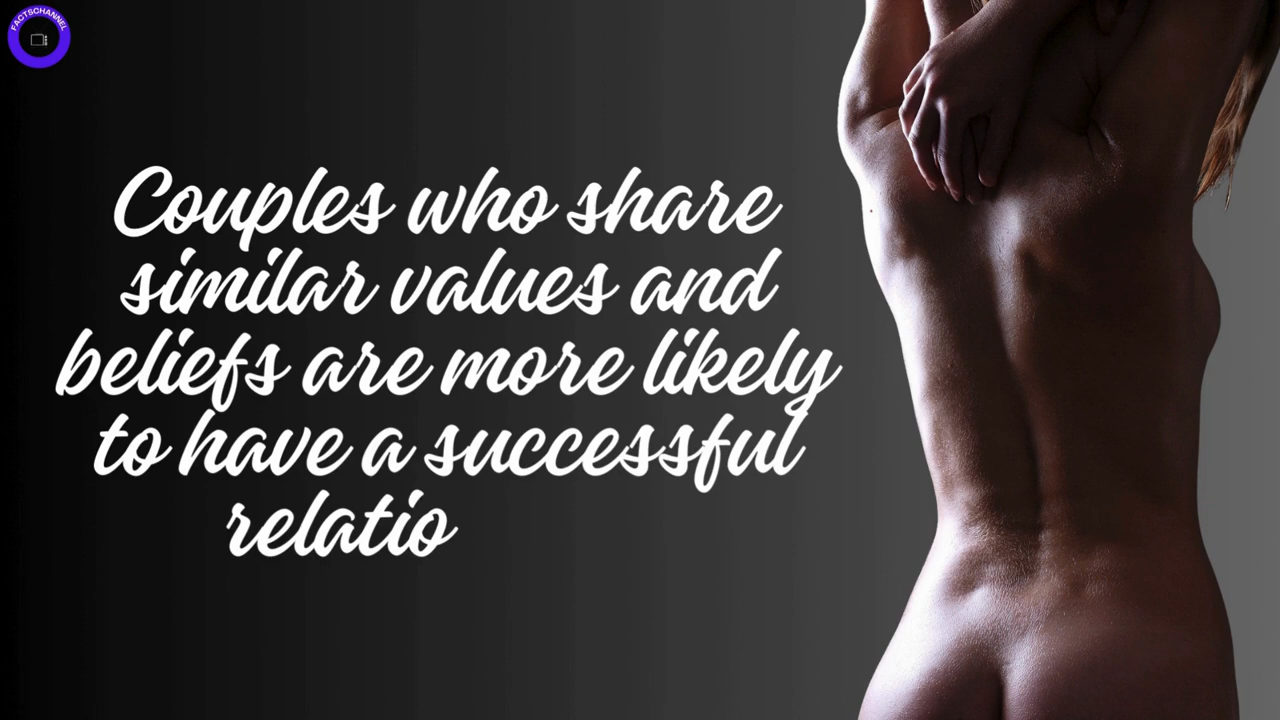 FACTSCHANNEL
Couples who share
similar values and
beliefs are more likely
to have a successful
relatio